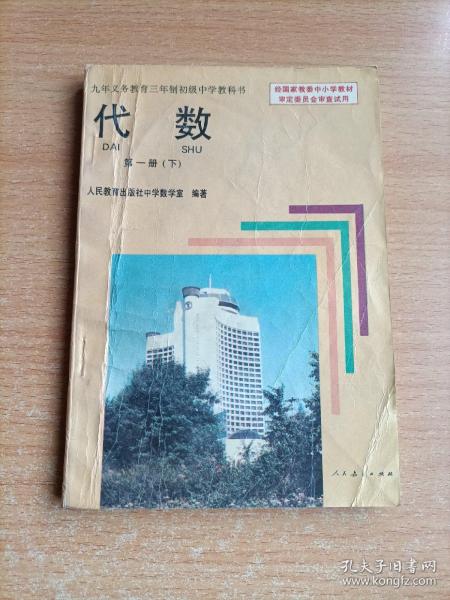 九年义务教育三年制初级中学教科书
经国家教委中小学教材
审定委员会审查试用
代 数
DAI SHU
第一册(下)
人民教育出版社中学数学室 编著
人民教育出版社
孔夫子旧书网
www.kongfz.com